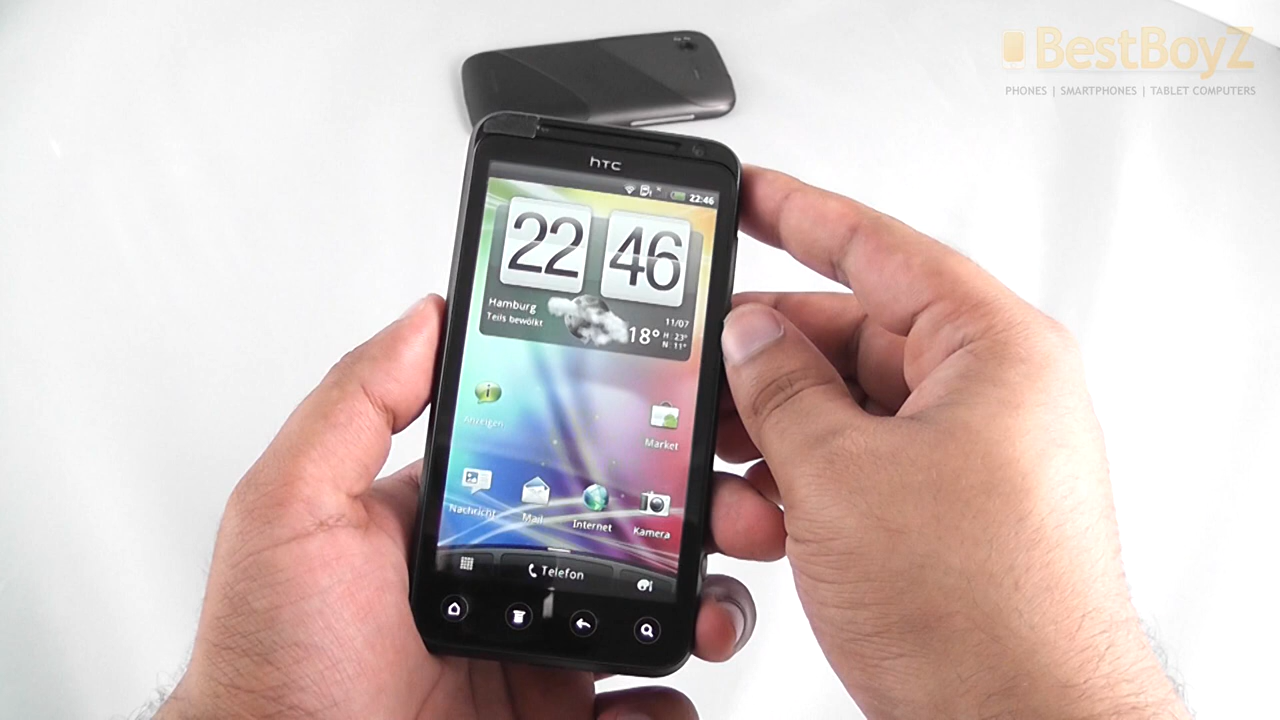 BestBoyZ
PHONES | SMARTPHONES | TABLET COMPUTERS
hTC
22:46
22 46
Hamburg
Teils bewölkt
11/07
18° H: 23°
N: 11°
Anzeigen
Market
Nachricht
Mail
Internet
Kamera
Telefon